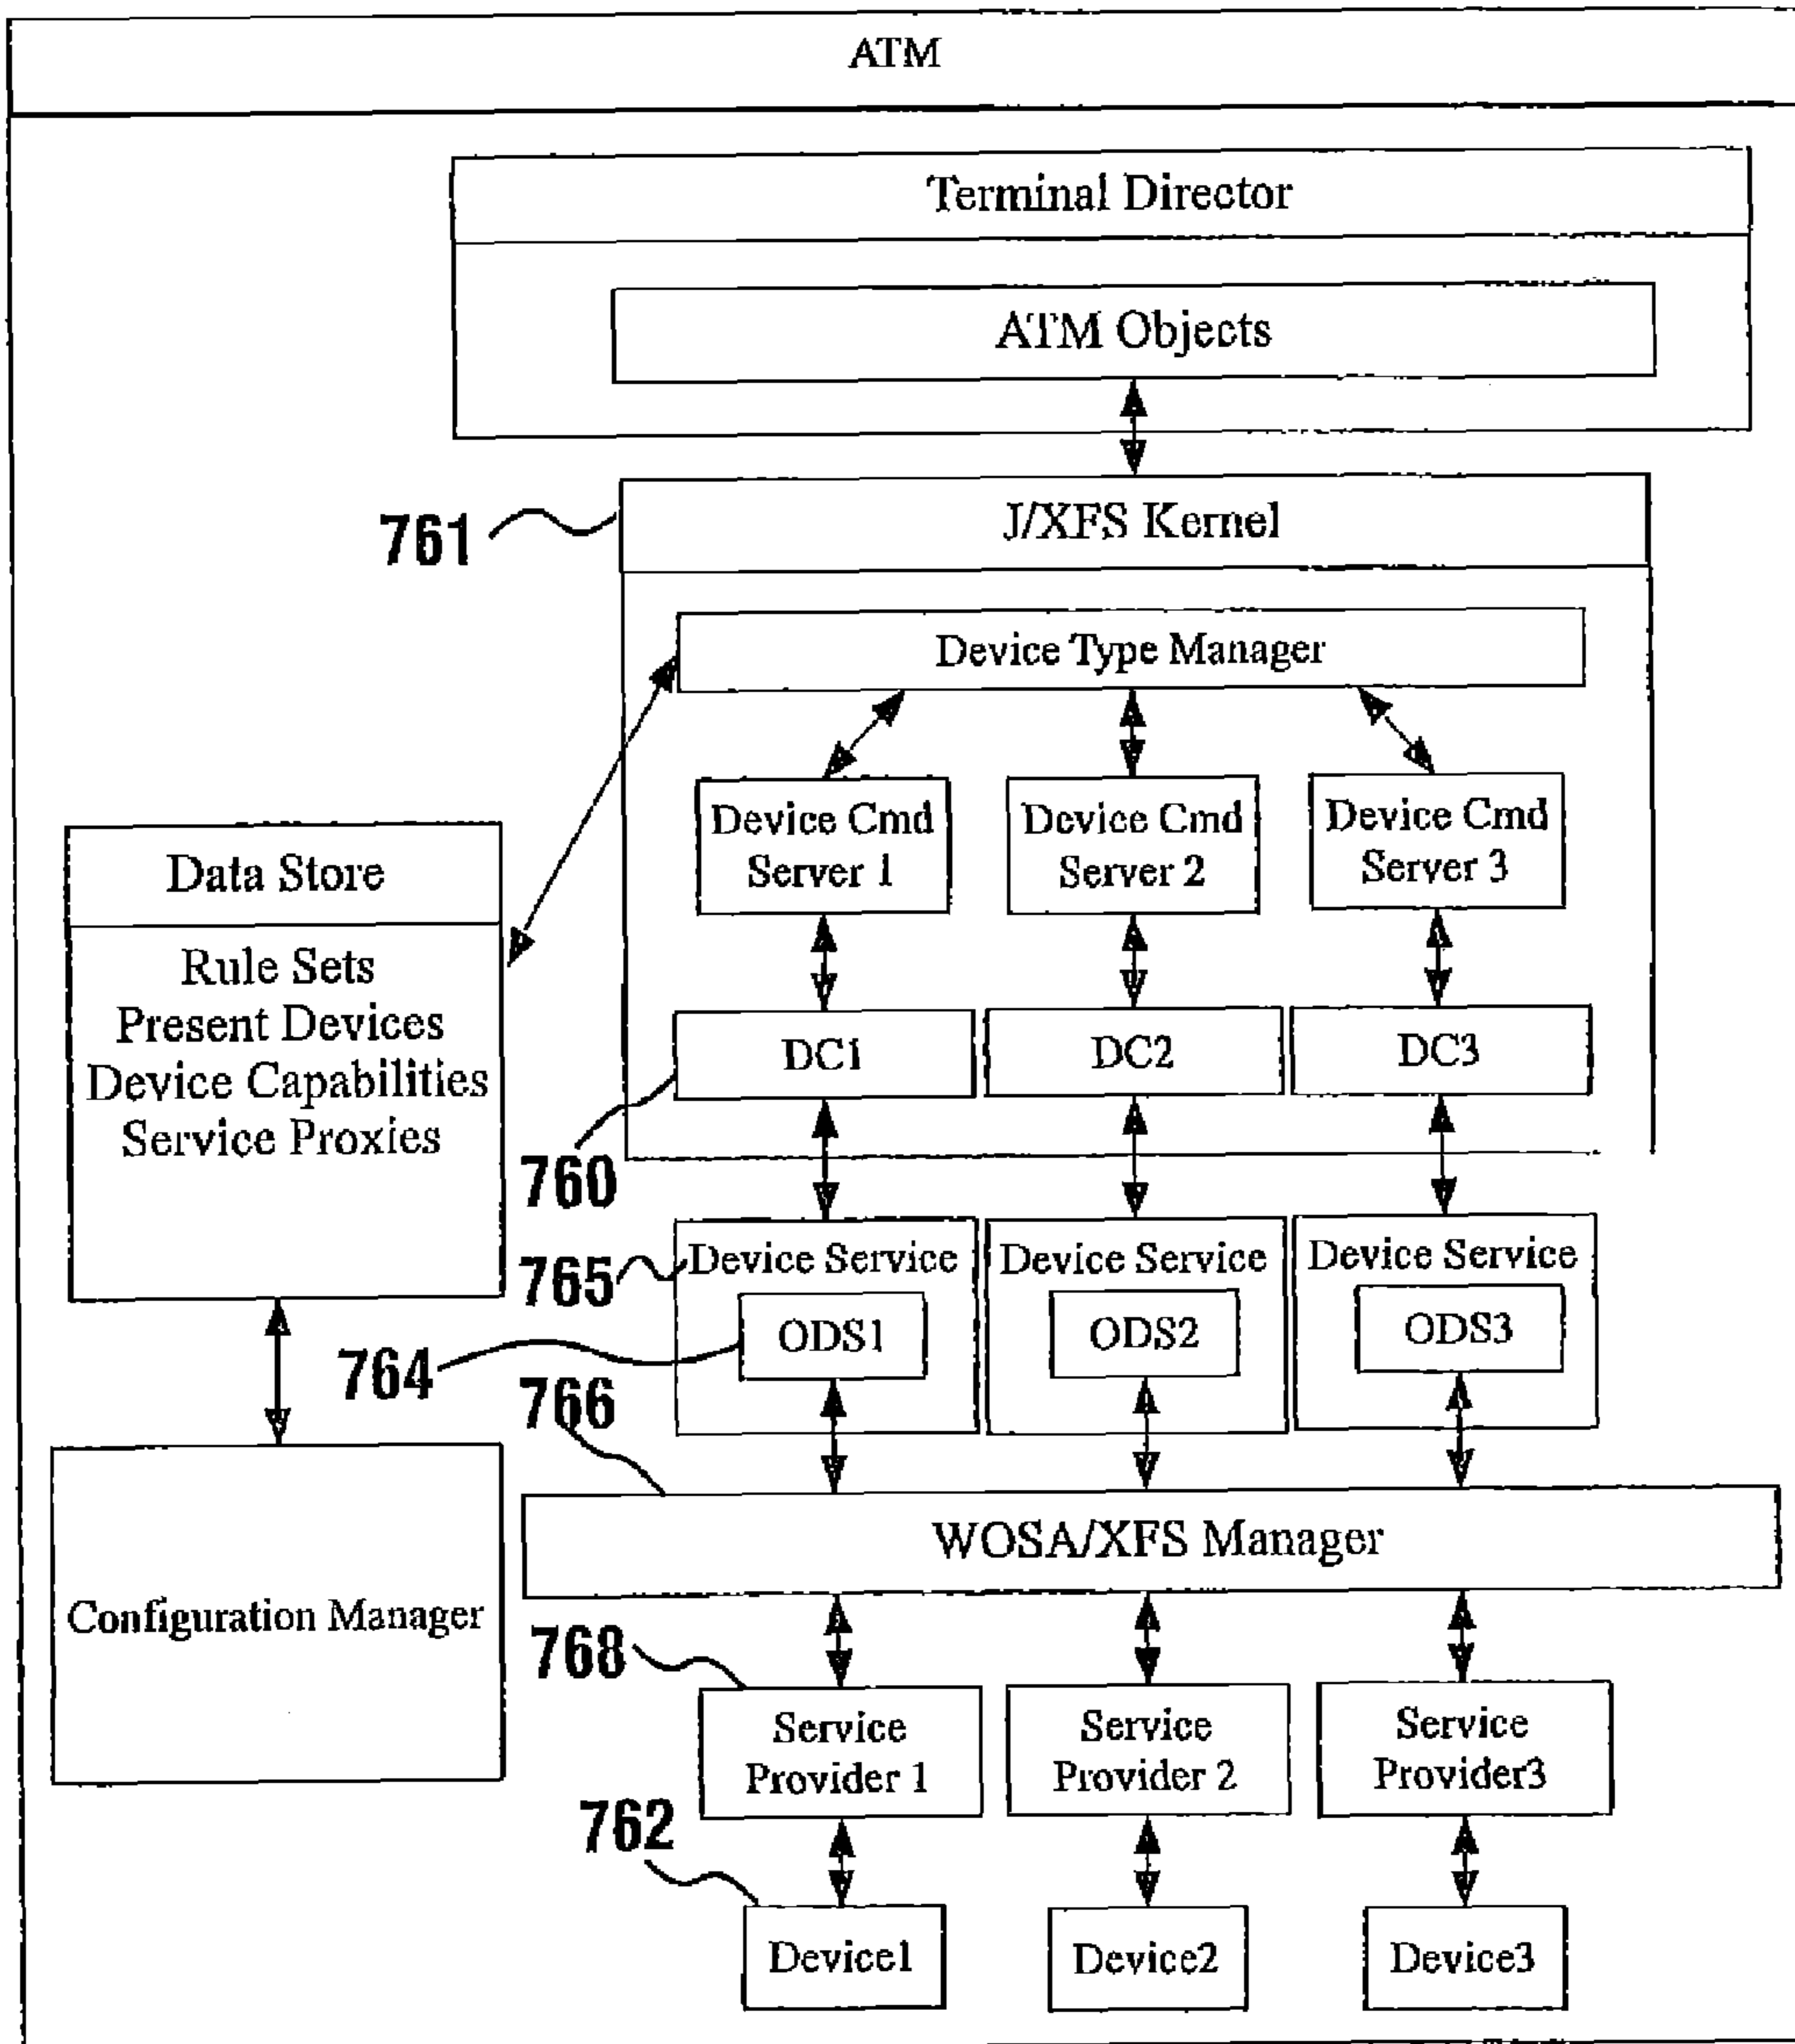 ATM
Terminal Director
ATM Objects
761
J/XFS Kernel
Device Type Manager
Device Cmd
Server 1
Device Cmd
Server 2
Device Cmd
Server 3
Data Store
Rule Sets
Present Devices
Device Capabilities
Service Proxies
DC1
DC2
DC3
760
765
Device Service
ODS1
Device Service
ODS2
Device Service
ODS3
764
766
WOSA/XFS Manager
Configuration Manager
768
Service
Provider 1
Service
Provider 2
Service
Provider3
762
Device1
Device2
Device3